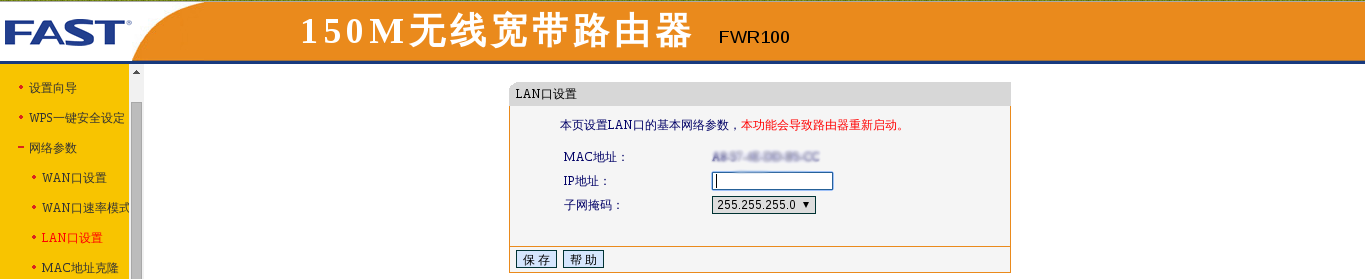 FAST®
150M无线宽带路由器 FWR100
设置向导
WPS一键安全设定
网络参数
WAN口设置
WAN口速率模式
LAN口设置
MAC地址克隆
LAN口设置
本页设置LAN口的基本网络参数，本功能会导致路由器重新启动。
MAC地址：
IP地址：
子网掩码： 255.255.255.0
保存 帮助